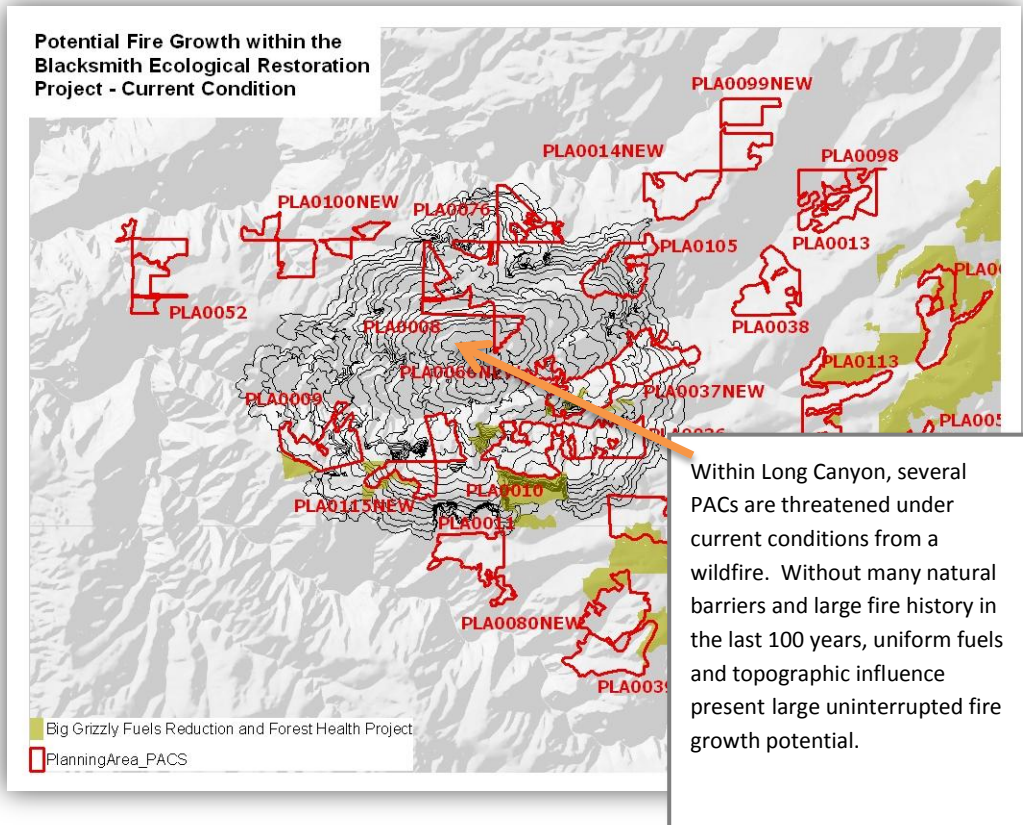 Potential Fire Growth within the
Blacksmith Ecological Restoration
Project - Current Condition
PLA0099NEW
PLA0014NEW
PLA0098
PLA0100NEW
PLA0076
PLA0013
PLA0105
PLA0052
PLA0008
PLA0038
PLA0113
PLA0037NEW
PLA0009
PLA0010
PLA0115NEW
PLA0011
PLA0080NEW
Within Long Canyon, several
PACs are threatened under
current conditions from a
wildfire. Without many natural
barriers and large fire history in
the last 100 years, uniform fuels
and topographic influence
present large uninterrupted fire
growth potential.
Big Grizzly Fuels Reduction and Forest Health Project
PlanningArea_PACS